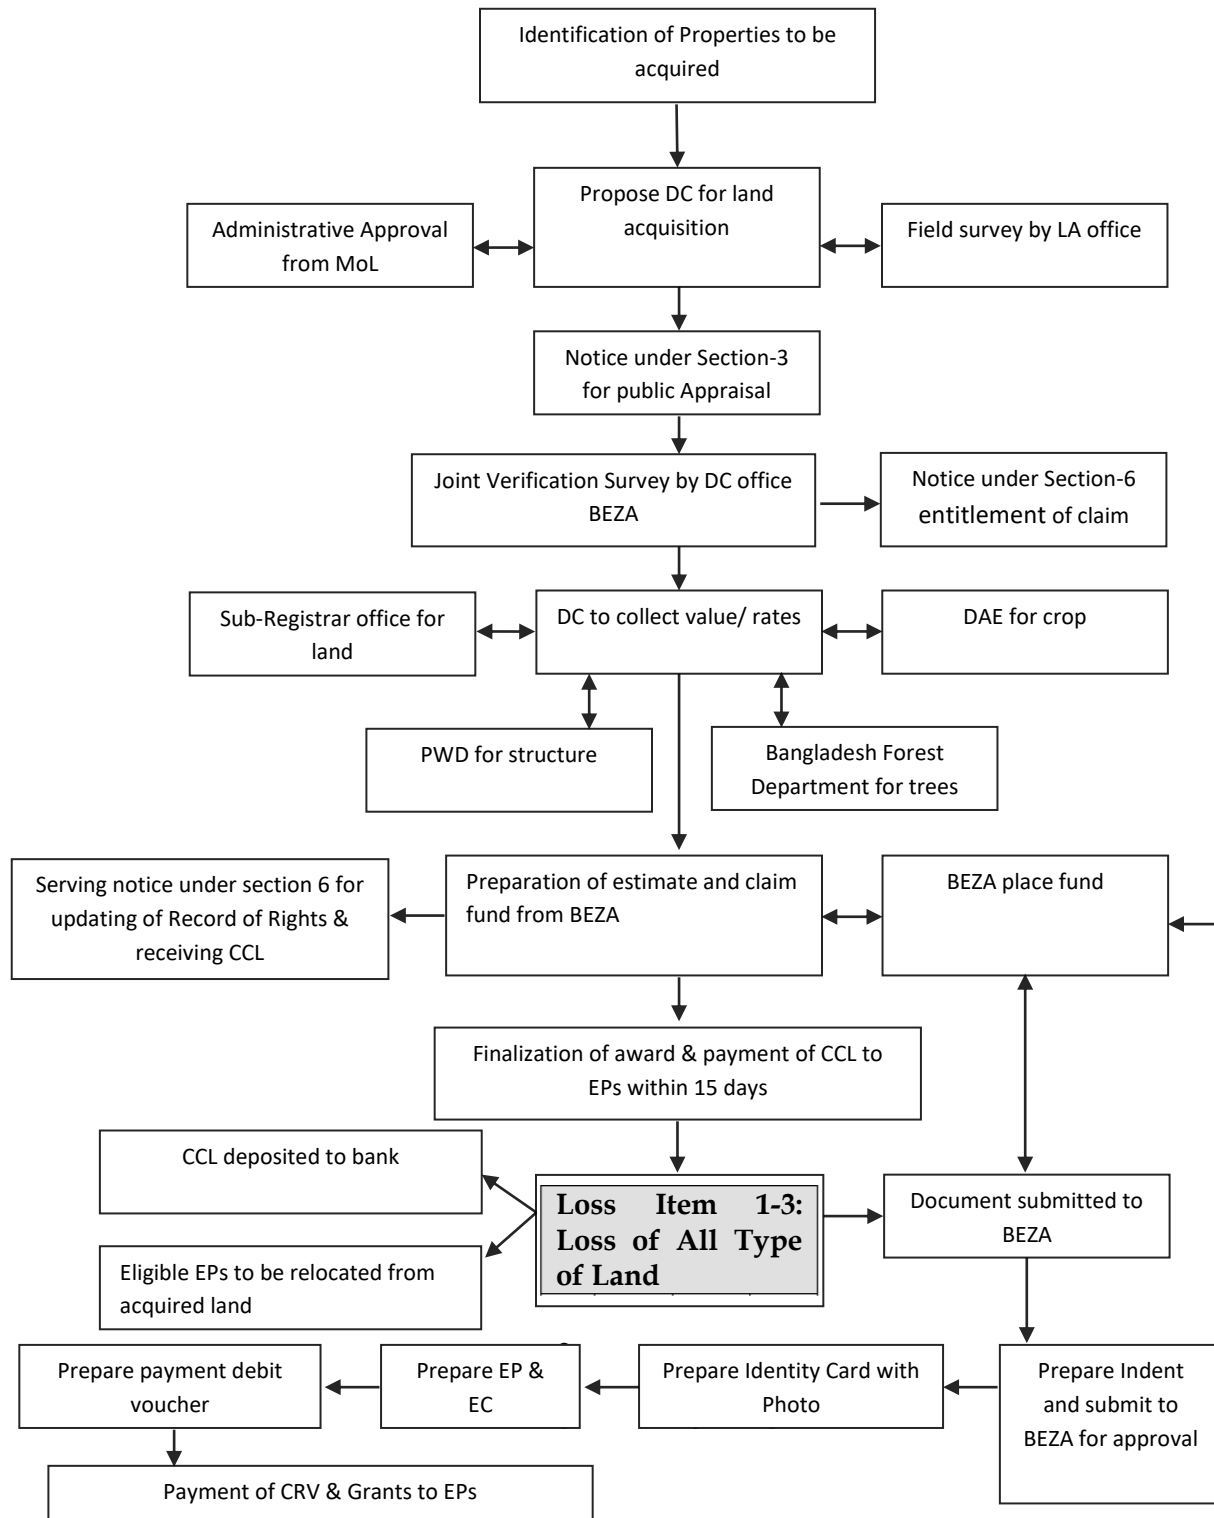 Identification of Properties to be
acquired
Propose DC for land
acquisition
Administrative Approval
from MoL
Field survey by LA office
Notice under Section-3
for public Appraisal
Joint Verification Survey by DC office
BEZA
Notice under Section-6
entitlement of claim
Sub-Registrar office for
land
DC to collect value/ rates
DAE for crop
PWD for structure
Bangladesh Forest
Department for trees
Serving notice under section 6 for
updating of Record of Rights &
receiving CCL
Preparation of estimate and claim
fund from BEZA
BEZA place fund
Finalization of award & payment of CCL to
EPs within 15 days
CCL deposited to bank
Loss Item 1-3:
Loss of All Type
of Land
Document submitted to
BEZA
Eligible EPs to be relocated from
acquired land
Prepare payment debit
voucher
Prepare EP &
EC
Prepare Identity Card with
Photo
Prepare Indent
and submit to
BEZA for approval
Payment of CRV & Grants to EPs